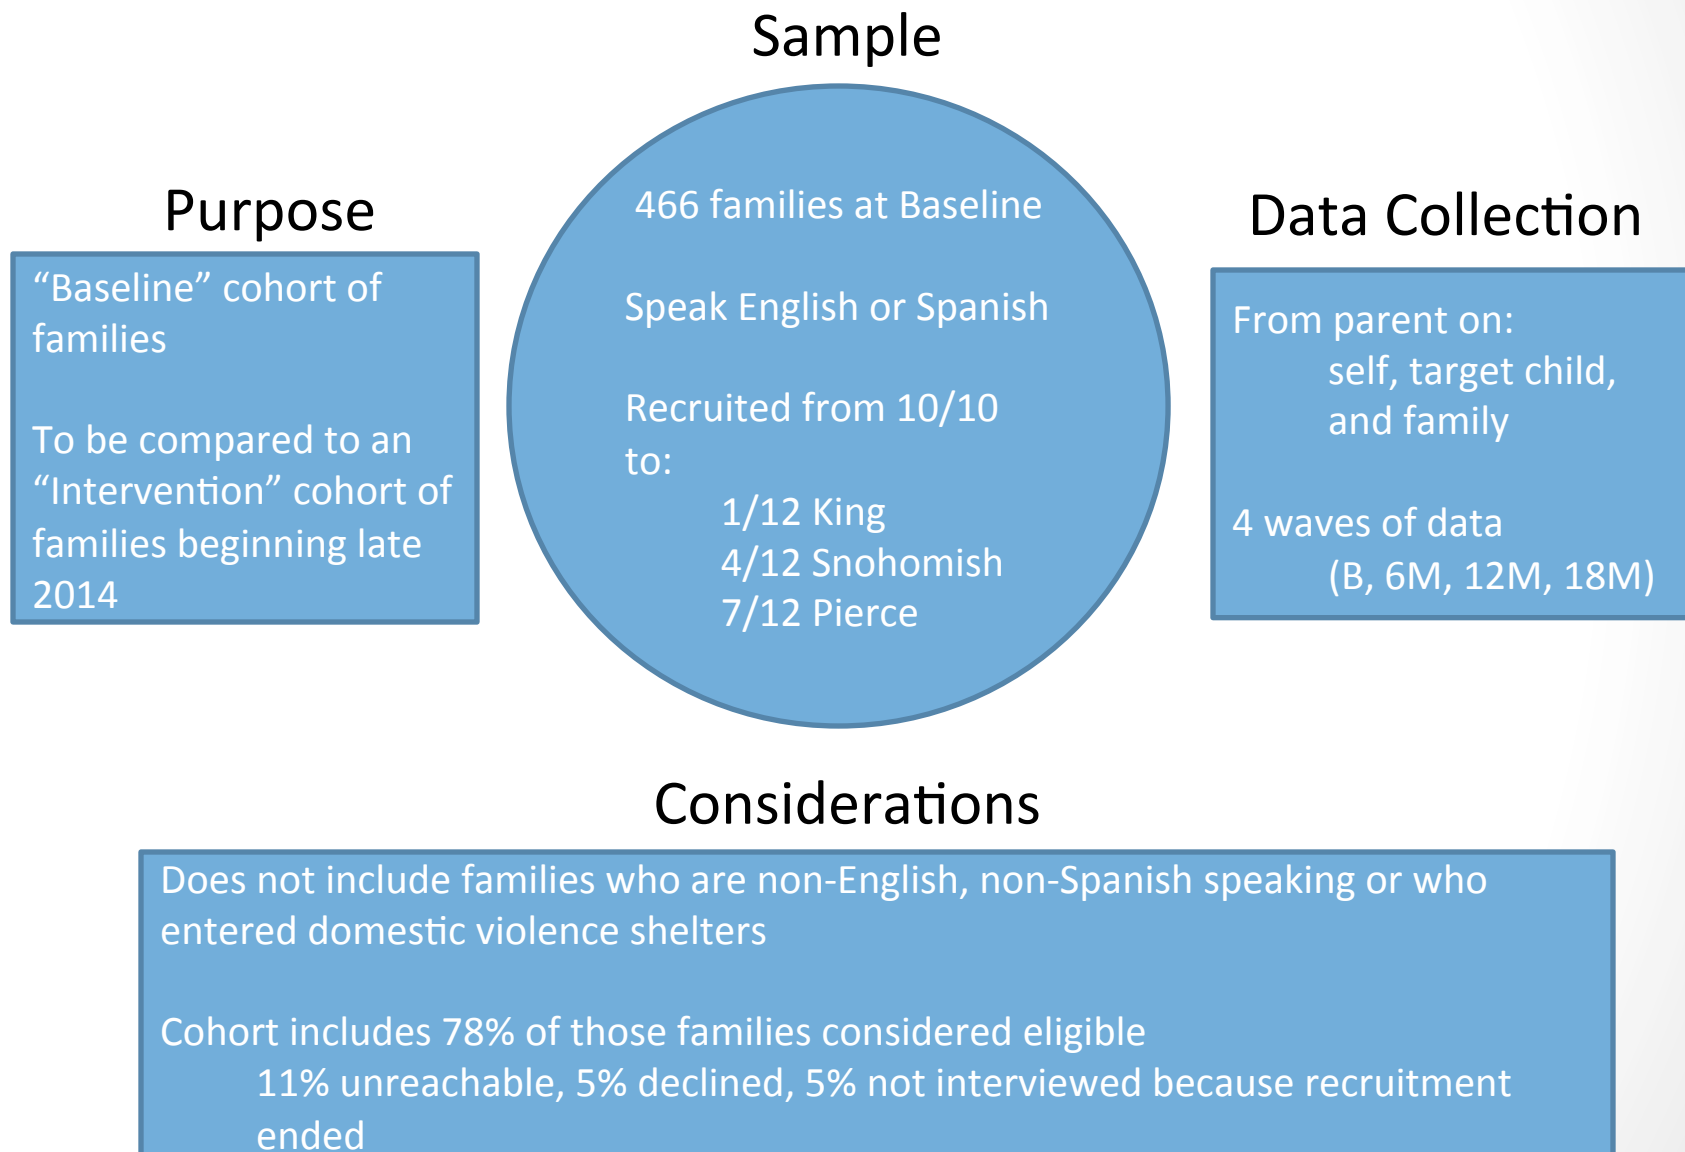 Sample
Purpose
“Baseline” cohort of
families
To be compared to an
“Intervention” cohort of
families beginning late
2014
466 families at Baseline
Speak English or Spanish
Recruited from 10/10
to:
1/12 King
4/12 Snohomish
7/12 Pierce
Data Collection
From parent on:
self, target child,
and family
4 waves of data
(B, 6M, 12M, 18M)
Considerations
Does not include families who are non-English, non-Spanish speaking or who
entered domestic violence shelters
Cohort includes 78% of those families considered eligible
11% unreachable, 5% declined, 5% not interviewed because recruitment
ended